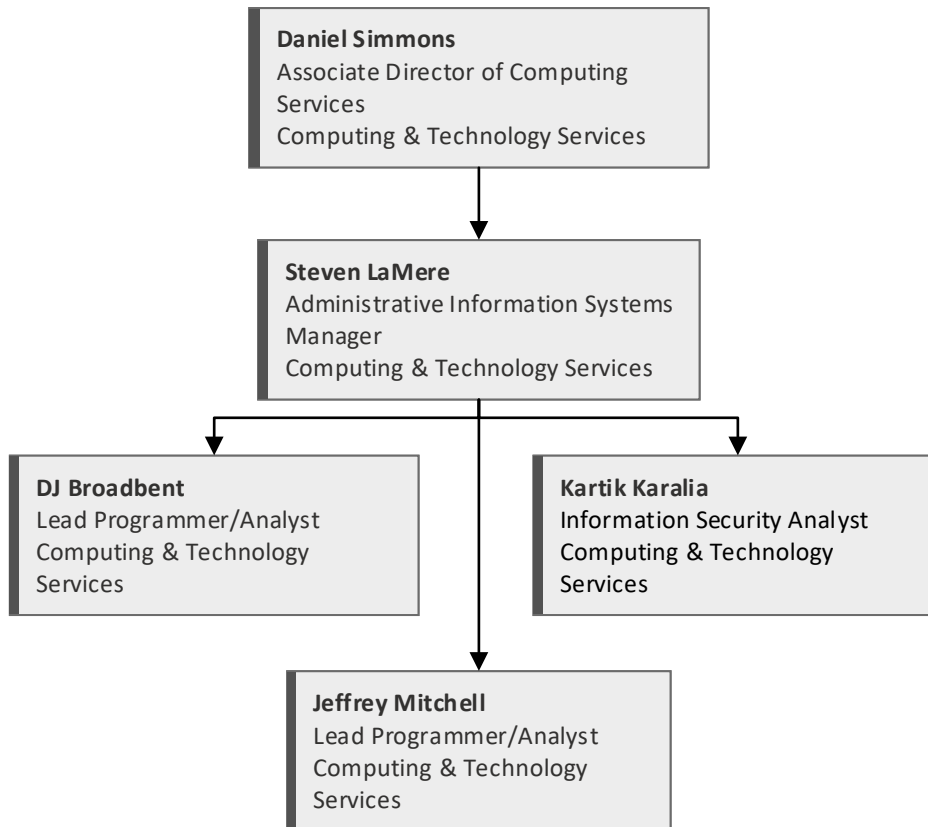 Daniel Simmons
Associate Director of Computing
Services
Computing & Technology Services
Steven LaMere
Administrative Information Systems
Manager
Computing & Technology Services
DJ Broadbent
Lead Programmer/Analyst
Computing & Technology
Services
Kartik Karalia
Information Security Analyst
Computing & Technology
Services
Jeffrey Mitchell
Lead Programmer/Analyst
Computing & Technology
Services